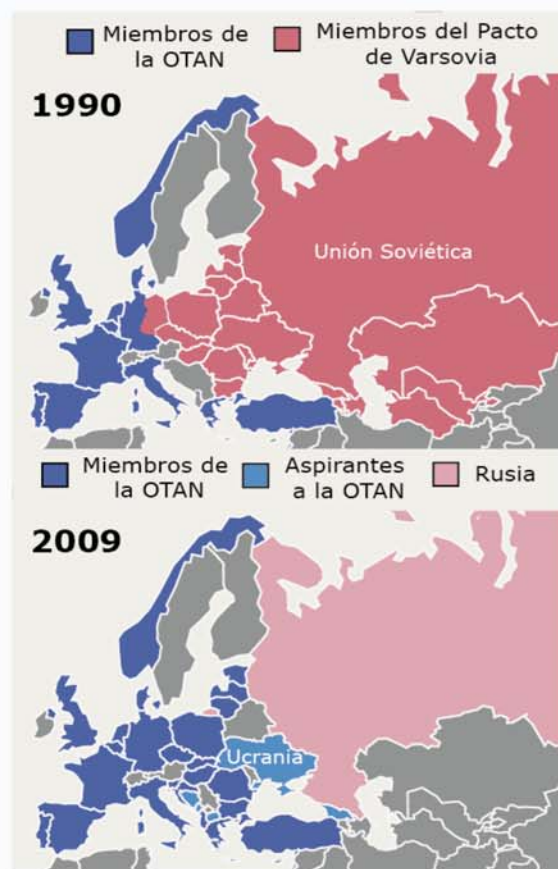 Miembros de la OTAN
Miembros del Pacto de Varsovia
1990
Unión Soviética
Miembros de la OTAN
Aspirantes a la OTAN
Rusia
2009
Ucrania